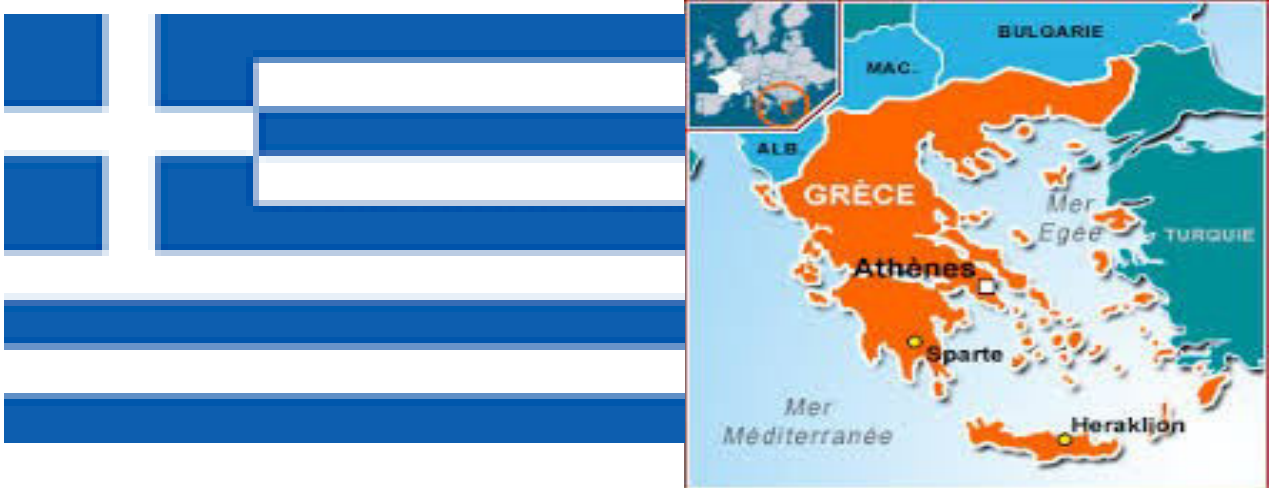 BULGARIE
MAC.
ALB.
GRÈCE
Mer
Egée
TURQUIE
Athènes
Sparte
Mer
Méditerranée
Heraklion